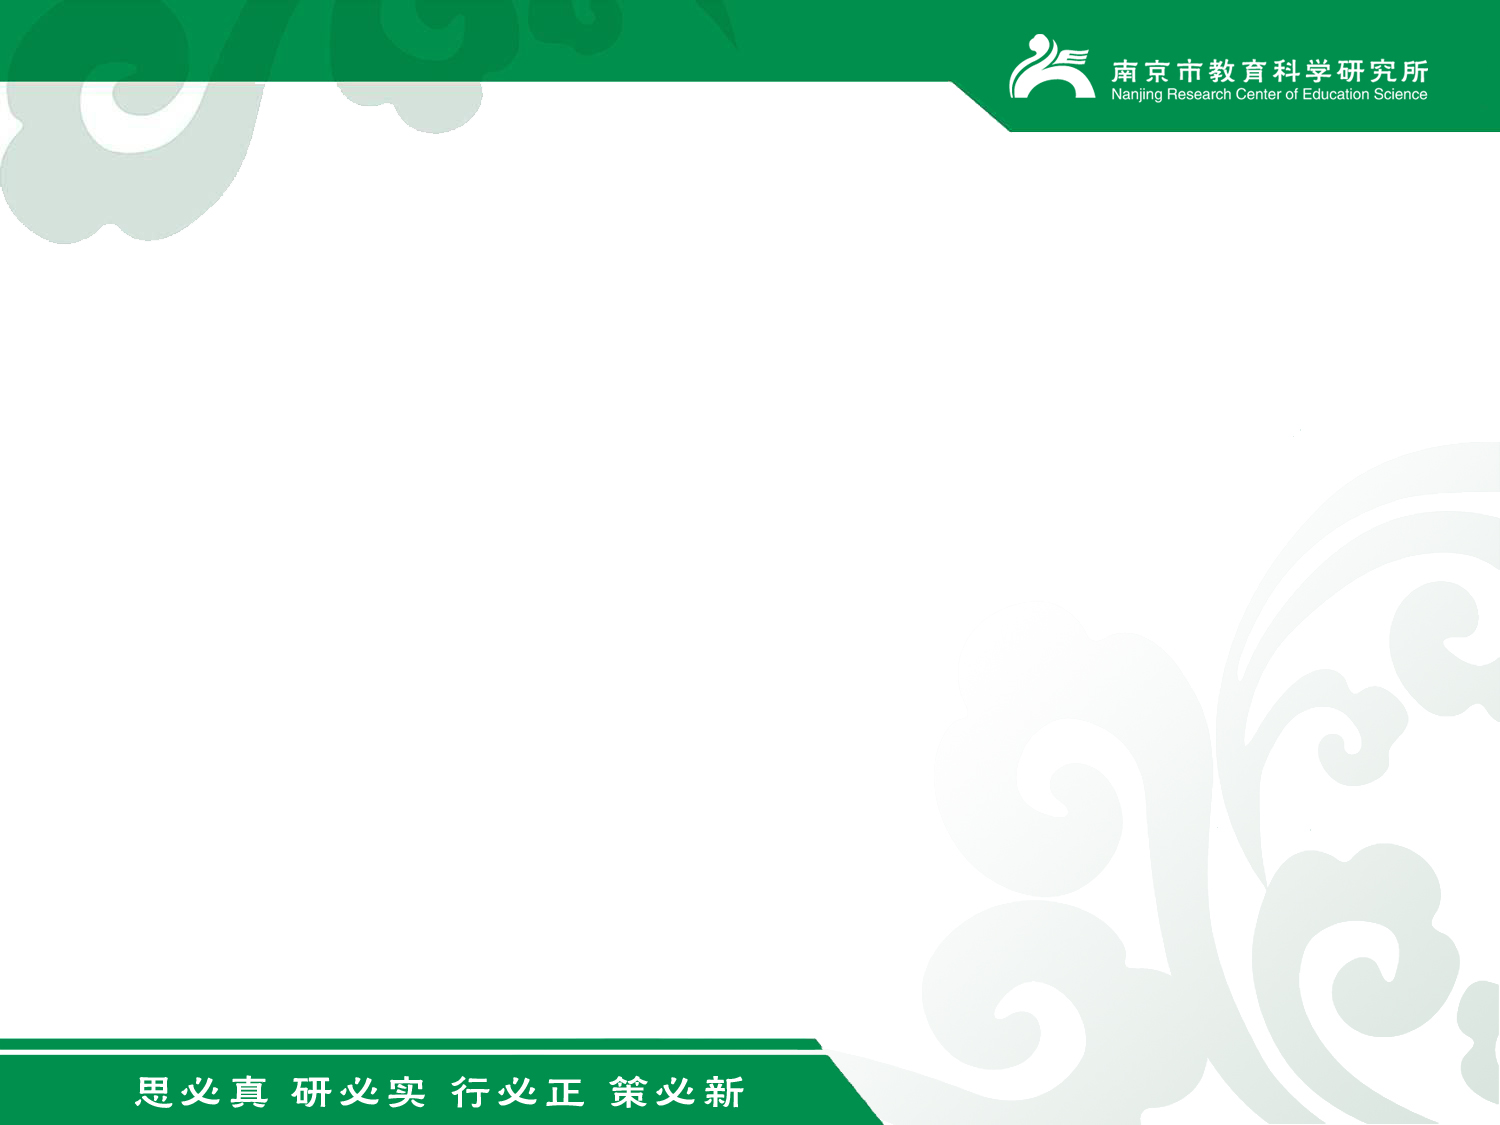 南京市教育科学研究所
Nanjing Research Center of Education Science
思必真 研必实 行必正 策必新